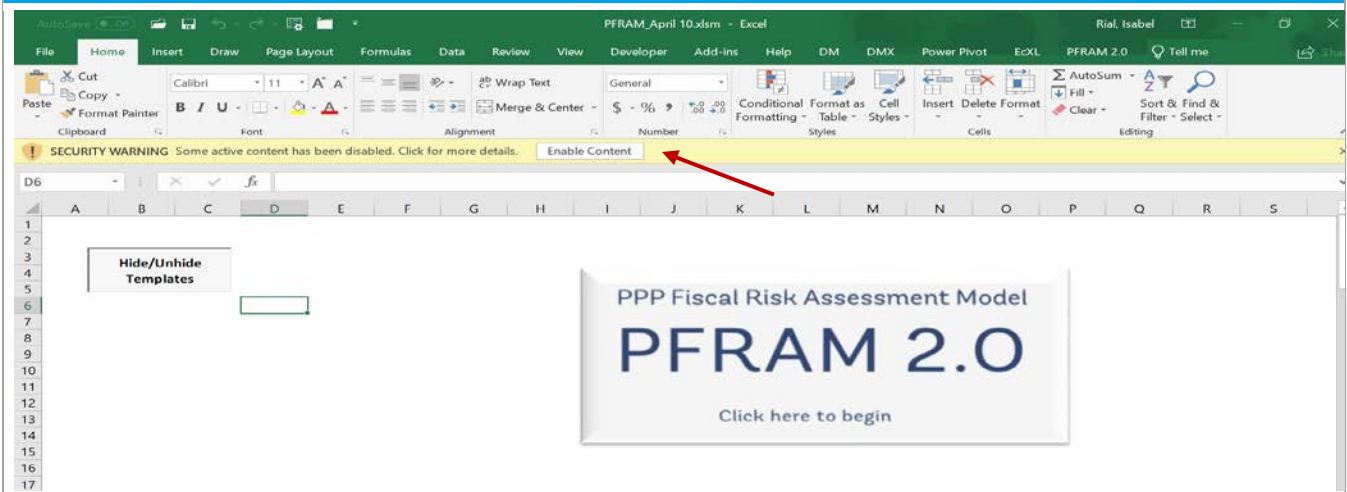 AutoSave Off PFRAM_April 10.xlsm - Excel Rial, Isabel
File Home Insert Draw Page Layout Formulas Data Review View Developer Add-ins Help DM DMX Power Pivot EcXL PFRAM 2.0 Tell me Sha
Cut Calibri 11 A A Wrap Text General AutoSum
Copy Fill
Paste Format Painter B I U A Merge & Center $ % Conditional Formatting Format as Table Cell Styles Insert Delete Format Clear Sort & Filter Find & Select
Clipboard Font Alignment Number Styles Cells Editing
SECURITY WARNING Some active content has been disabled. Click for more details. Enable Content
D6 fx
A B C D E F G H I J K L M N O P Q R S
1
2
3
4
5
6
7
8
9
10
11
12
13
14
15
16
17
Hide/Unhide
Templates
PPP Fiscal Risk Assessment Model
PFRAM 2.0
Click here to begin